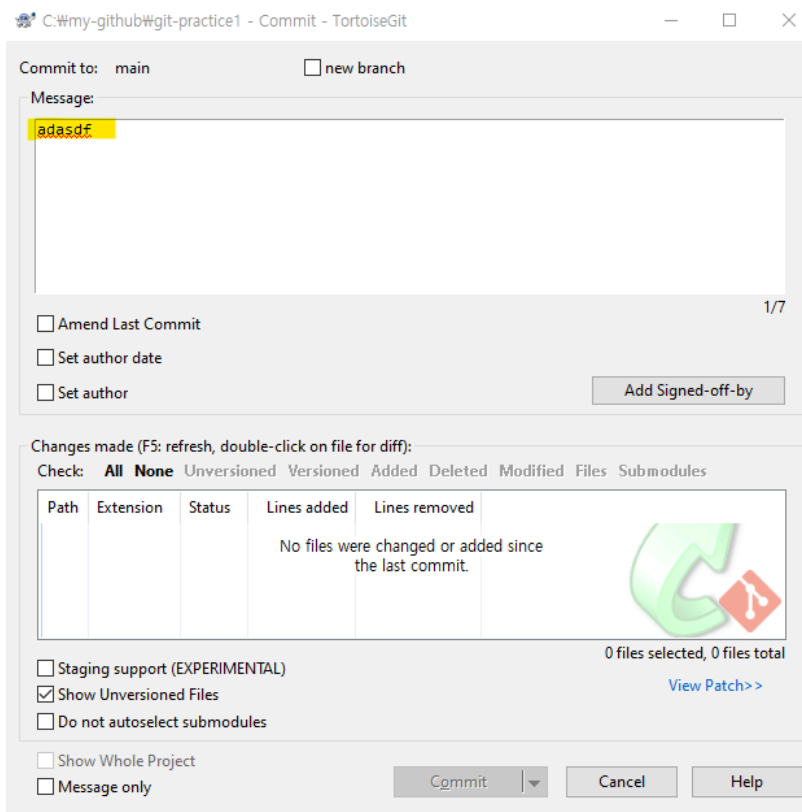 C:₩my-github₩git-practice1 - Commit - TortoiseGit
Commit to: main new branch
Message:
adasdf
1/7
Amend Last Commit
Set author date
Set author Add Signed-off-by
Changes made (F5: refresh, double-click on file for diff):
Check: All None Unversioned Versioned Added Deleted Modified Files Submodules
Path Extension Status Lines added Lines removed
No files were changed or added since
the last commit.
0 files selected, 0 files total
Staging support (EXPERIMENTAL)
View Patch>>
Show Unversioned Files
Do not autoselect submodules
Show Whole Project
Message only
Commit Cancel Help